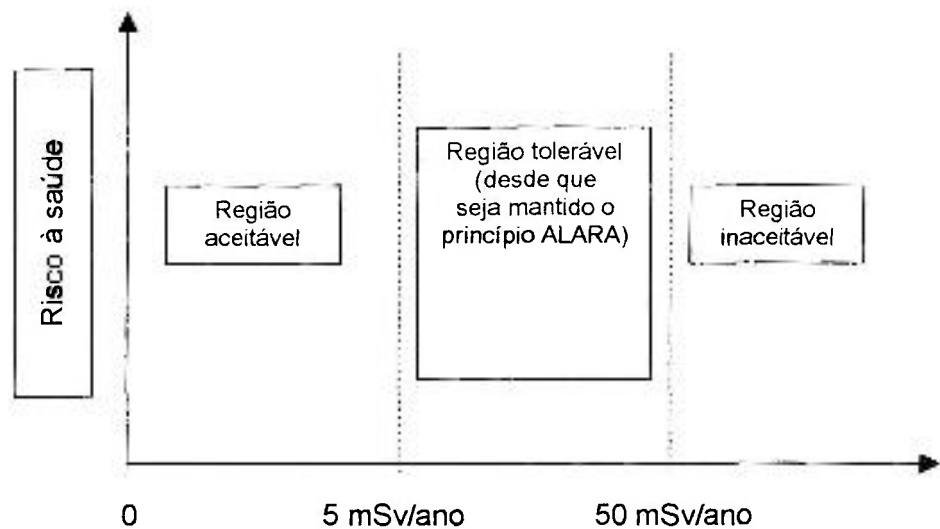 Risco à saúde
Região
aceitável
Região tolerável
(desde que
seja mantido o
princípio ALARA)
Região
inaceitável
0
5 mSv/ano
50 mSv/ano